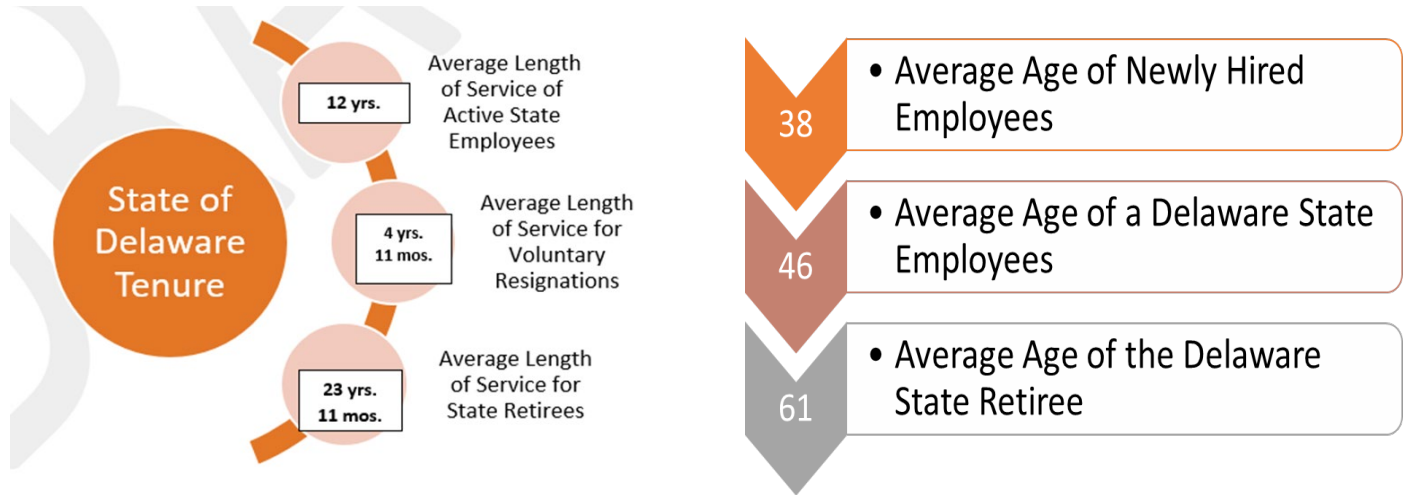 State of
Delaware
Tenure
12 yrs.
Average Length
of Service of
Active State
Employees
4 yrs.
11 mos.
Average Length
of Service for
Voluntary
Resignations
23 yrs.
11 mos.
Average Length
of Service for
State Retirees
38
• Average Age of Newly Hired
Employees
46
• Average Age of a Delaware State
Employees
61
• Average Age of the Delaware
State Retiree